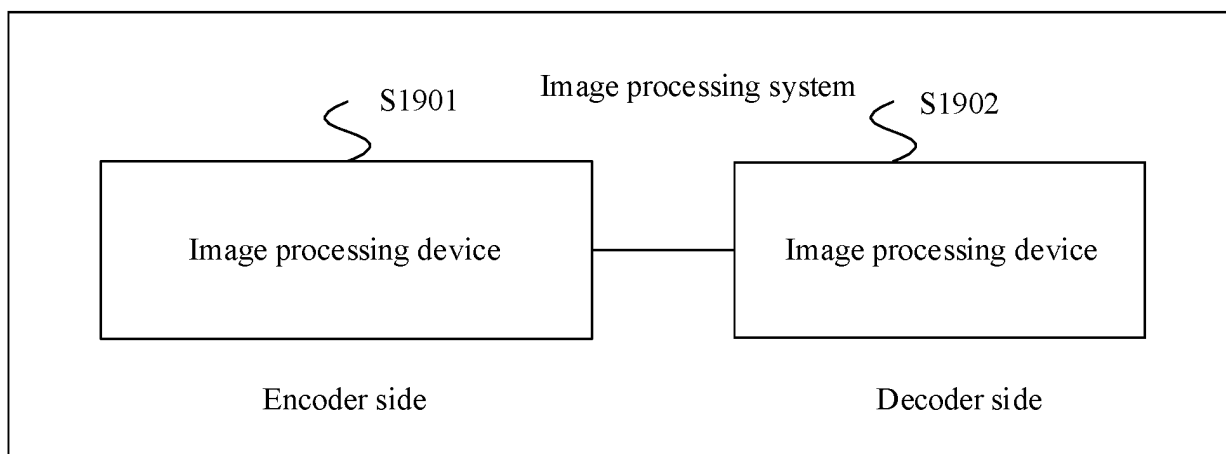 Image processing system
S1901
S1902
Image processing device
Image processing device
Encoder side
Decoder side